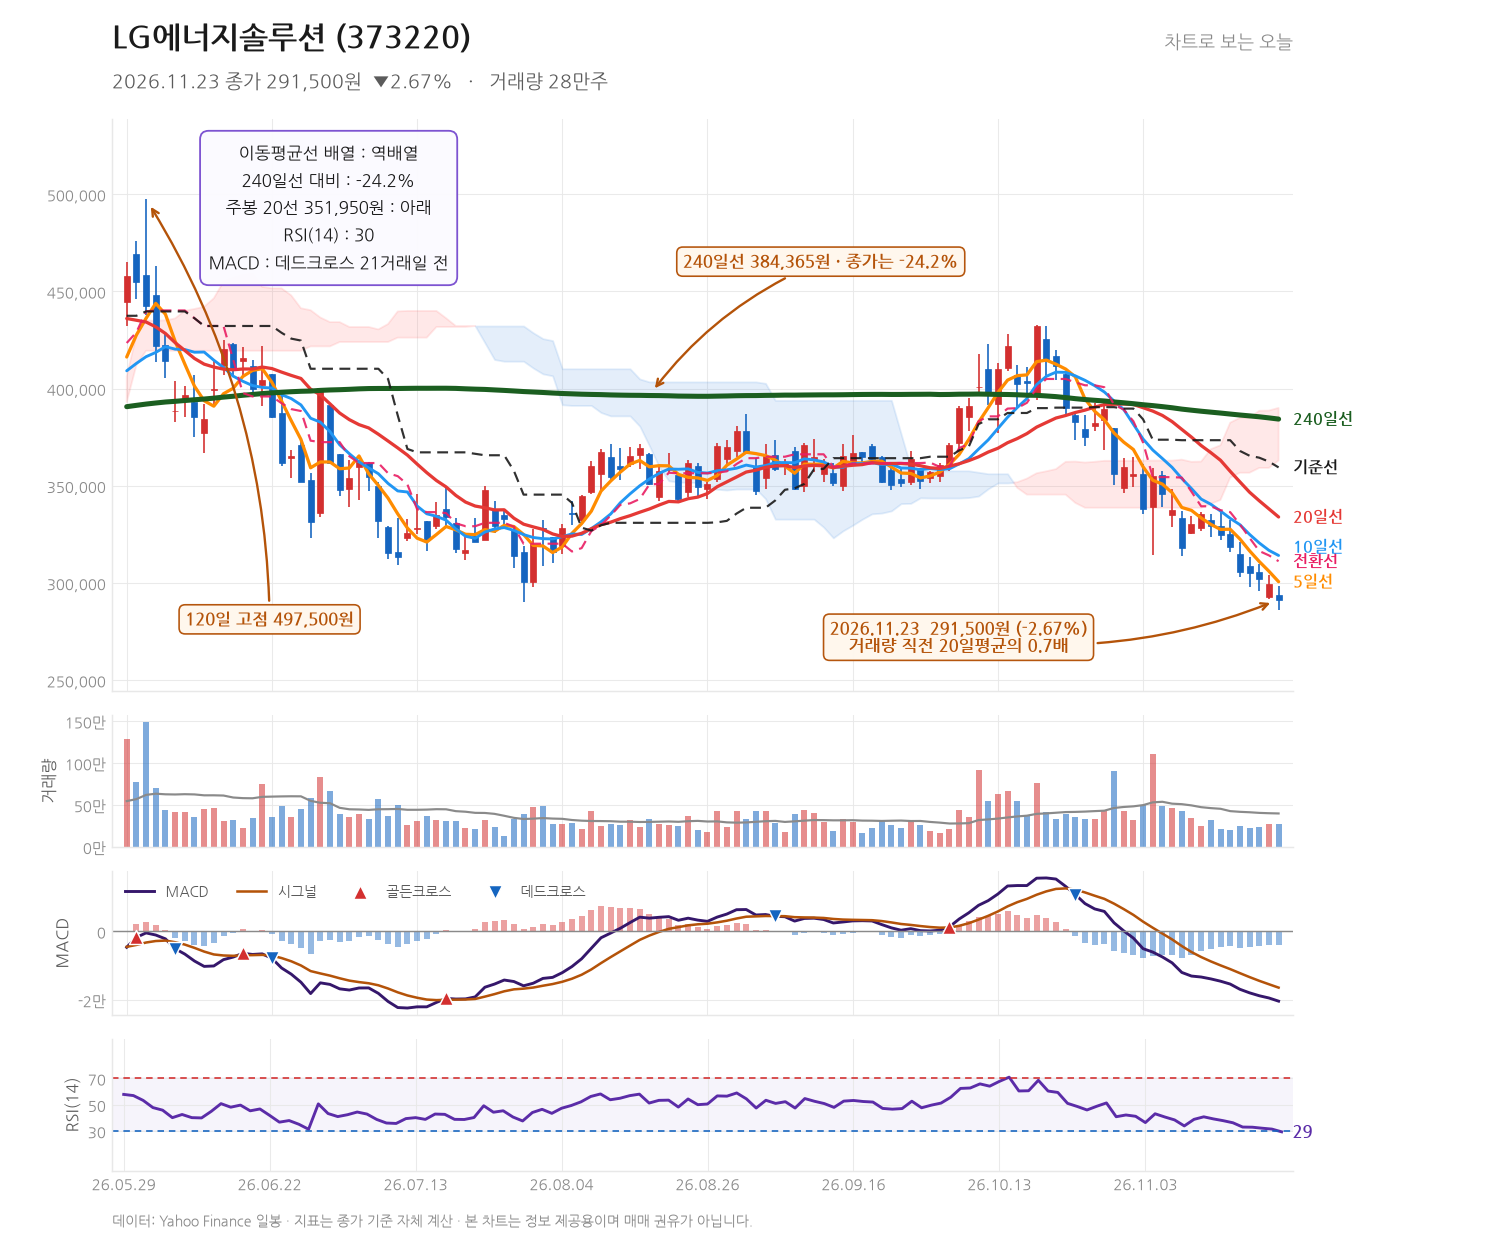 LG에너지솔루션 (373220)
차트로 보는 오늘
2026.11.23 종가 291,500원 ▼2.67% · 거래량 28만주
이동평균선 배열 : 역배열
240일선 대비 : -24.2%
주봉 20선 351,950원 : 아래
RSI(14) : 30
MACD : 데드크로스 21거래일 전
240일선 384,365원 · 종가는 -24.2%
120일 고점 497,500원
2026.11.23 291,500원 (-2.67%)
거래량 직전 20일평균의 0.7배
500,000
450,000
400,000
350,000
300,000
250,000
240일선
기준선
20일선
10일선
전환선
5일선
거래량
150만
100만
50만
0만
MACD
MACD
시그널
골든크로스
데드크로스
0
-2만
RSI(14)
70
50
30
29
26.05.29
26.06.22
26.07.13
26.08.04
26.08.26
26.09.16
26.10.13
26.11.03
데이터: Yahoo Finance 일봉 · 지표는 종가 기준 자체 계산 · 본 차트는 정보 제공용이며 매매 권유가 아닙니다.